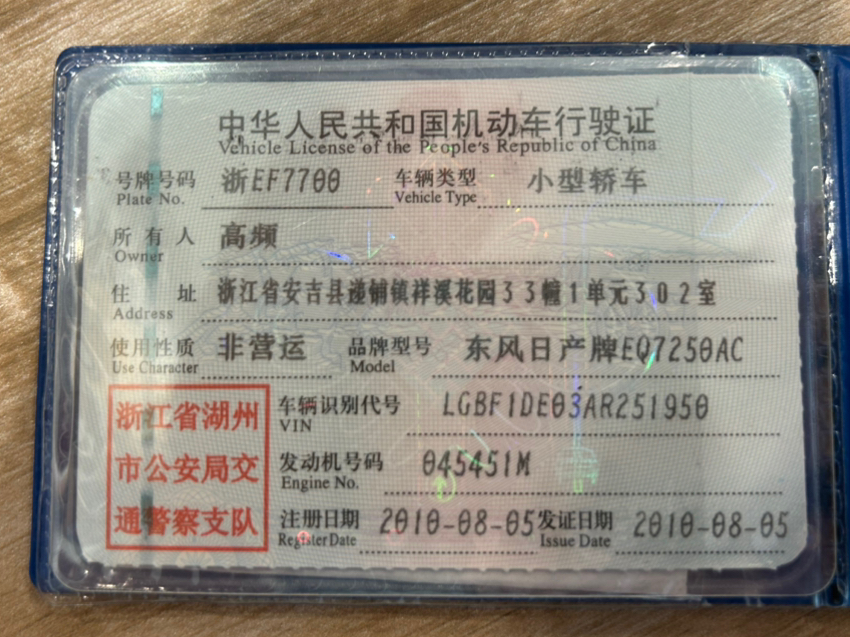 中华人民共和国机动车行驶证
Vehicle License of the People's Republic of China
号牌号码 浙EF7700 车辆类型 小型轿车
Plate No. Vehicle Type
所有人 高频
Owner
住址 浙江省安吉县递铺镇祥溪花园33幢1单元302室
Address
使用性质 非营运 品牌型号 东风日产牌EQ7250AC
Use Character Model
浙江省湖州
市公安局交
通警察支队
车辆识别代号 LGBF1DE03AR251950
VIN
发动机号码 045451M
Engine No.
注册日期 2010-08-05 发证日期 2010-08-05
Register Date Issue Date